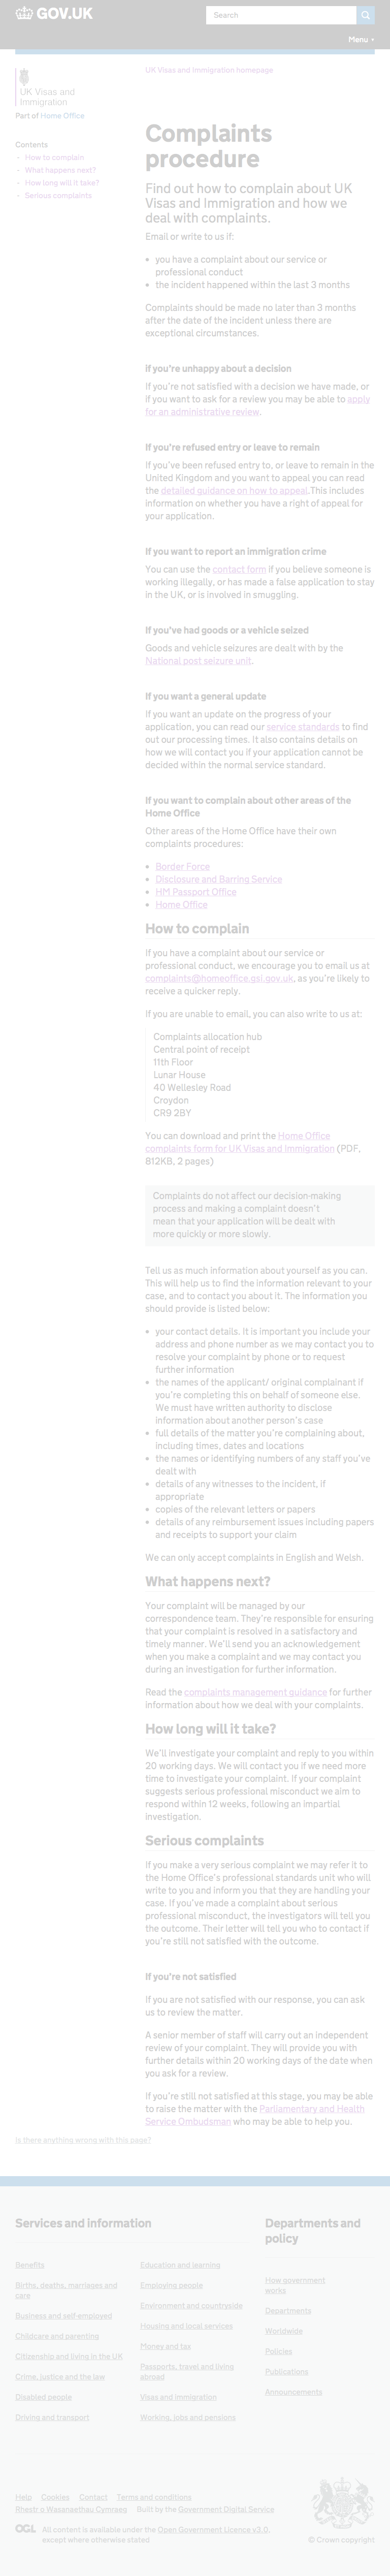 GOV.UK
Search
Menu
UK Visas and
Immigration
Part of Home Office
UK Visas and Immigration homepage
Contents
How to complain
What happens next?
How long will it take?
Serious complaints
Complaints
procedure
Find out how to complain about UK
Visas and Immigration and how we
deal with complaints.
Email or write to us if:
you have a complaint about our service or
professional conduct
the incident happened within the last 3 months
Complaints should be made no later than 3 months
after the date of the incident unless there are
exceptional circumstances.
If you're unhappy about a decision
If you're not satisfied with a decision we have made, or
if you want to ask for a review you may be able to apply
for an administrative review.
If you're refused entry or leave to remain
If you've been refused entry to, or leave to remain in the
United Kingdom and you want to appeal you can read
the detailed guidance on how to appeal.This includes
information on whether you have a right of appeal for
your application.
If you want to report an immigration crime
You can use the contact form if you believe someone is
working illegally, or has made a false application to stay
in the UK, or is involved in smuggling.
If you've had goods or a vehicle seized
Goods and vehicle seizures are dealt with by the
National post seizure unit.
If you want a general update
If you want an update on the progress of your
application, you can read our service standards to find
out our processing times. It also contains details on
how we will contact you if your application cannot be
decided within the normal service standard.
If you want to complain about other areas of the
Home Office
Other areas of the Home Office have their own
complaints procedures:
Border Force
Disclosure and Barring Service
HM Passport Office
Home Office
How to complain
If you have a complaint about our service or
professional conduct, we encourage you to email us at
complaints@homeoffice.gsi.gov.uk, as you're likely to
receive a quicker reply.
If you are unable to email, you can also write to us at:
Complaints allocation hub
Central point of receipt
11th Floor
Lunar House
40 Wellesley Road
Croydon
CR9 2BY
You can download and print the Home Office
complaints form for UK Visas and Immigration (PDF,
812KB, 2 pages)
Complaints do not affect our decision-making
process and making a complaint doesn't
mean that your application will be dealt with
more quickly or more slowly.
Tell us as much information about yourself as you can.
This will help us to find the information relevant to your
case, and to contact you about it. The information you
should provide is listed below:
your contact details. It is important you include your
address and phone number as we may contact you to
resolve your complaint by phone or to request
further information
the names of the applicant/ original complainant if
you're completing this on behalf of someone else.
We must have written authority to disclose
information about another person's case
full details of the matter you're complaining about,
including times, dates and locations
the names or identifying numbers of any staff you've
dealt with
details of any witnesses to the incident, if
appropriate
copies of the relevant letters or papers
details of any reimbursement issues including papers
and receipts to support your claim
We can only accept complaints in English and Welsh.
What happens next?
Your complaint will be managed by our
correspondence team. They're responsible for ensuring
that your complaint is resolved in a satisfactory and
timely manner. We'll send you an acknowledgement
when you make a complaint and we may contact you
during an investigation for further information.
Read the complaints management guidance for further
information about how we deal with your complaints.
How long will it take?
We'll investigate your complaint and reply to you within
20 working days. We will contact you if we need more
time to investigate your complaint. If your complaint
suggests serious professional misconduct we aim to
respond within 12 weeks, following an impartial
investigation.
Serious complaints
If you make a very serious complaint we may refer it to
the Home Office's professional standards unit who will
write to you and inform you that they are handling your
case. If you've made a complaint about serious
professional misconduct, the investigators will tell you
the outcome. Their letter will tell you who to contact if
you're still not satisfied with the outcome.
If you're not satisfied
If you are not satisfied with our response, you can ask
us to review the matter.
A senior member of staff will carry out an independent
review of your complaint. They will provide you with
further details within 20 working days of the date when
you ask for a review.
If you're still not satisfied at this stage, you may be able
to raise the matter with the Parliamentary and Health
Service Ombudsman who may be able to help you.
Is there anything wrong with this page?
Services and information
Benefits
Births, deaths, marriages and
care
Business and self-employed
Childcare and parenting
Citizenship and living in the UK
Crime, justice and the law
Disabled people
Driving and transport
Education and learning
Employing people
Environment and countryside
Housing and local services
Money and tax
Passports, travel and living
abroad
Visas and immigration
Working, jobs and pensions
Departments and
policy
How government
works
Departments
Worldwide
Policies
Publications
Announcements
Help Cookies Contact Terms and conditions
Rhestr o Wasanaethau Cymraeg Built by the Government Digital Service
OGL All content is available under the Open Government Licence v3.0,
except where otherwise stated
© Crown copyright